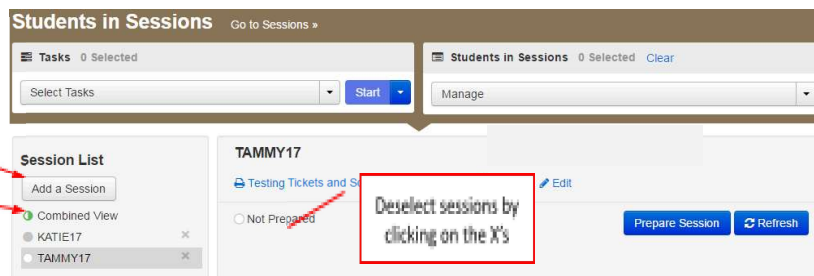 Students in Sessions Go to Sessions »
Tasks 0 Selected
Students in Sessions 0 Selected Clear
Select Tasks
Start
Manage
Session List
Add a Session
Combined View
KATIE17 ×
TAMMY17 ×
TAMMY17
Testing Tickets and
Edit
Not Prepared
Deselect sessions by
clicking on the X's
Prepare Session
Refresh